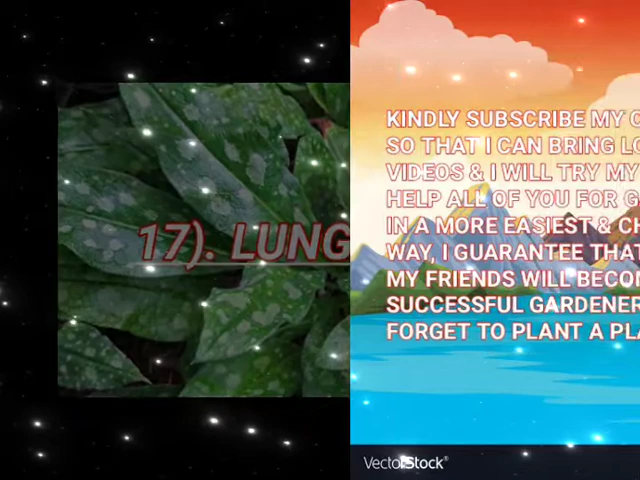 17). LUNG
KINDLY SUBSCRIBE MY C
SO THAT I CAN BRING LO
VIDEOS & I WILL TRY MY
HELP ALL OF YOU FOR G
IN A MORE EASIEST & CH
WAY, I GUARANTEE THAT
MY FRIENDS WILL BECOM
SUCCESSFUL GARDENER
FORGET TO PLANT A PLA
VectorStock®